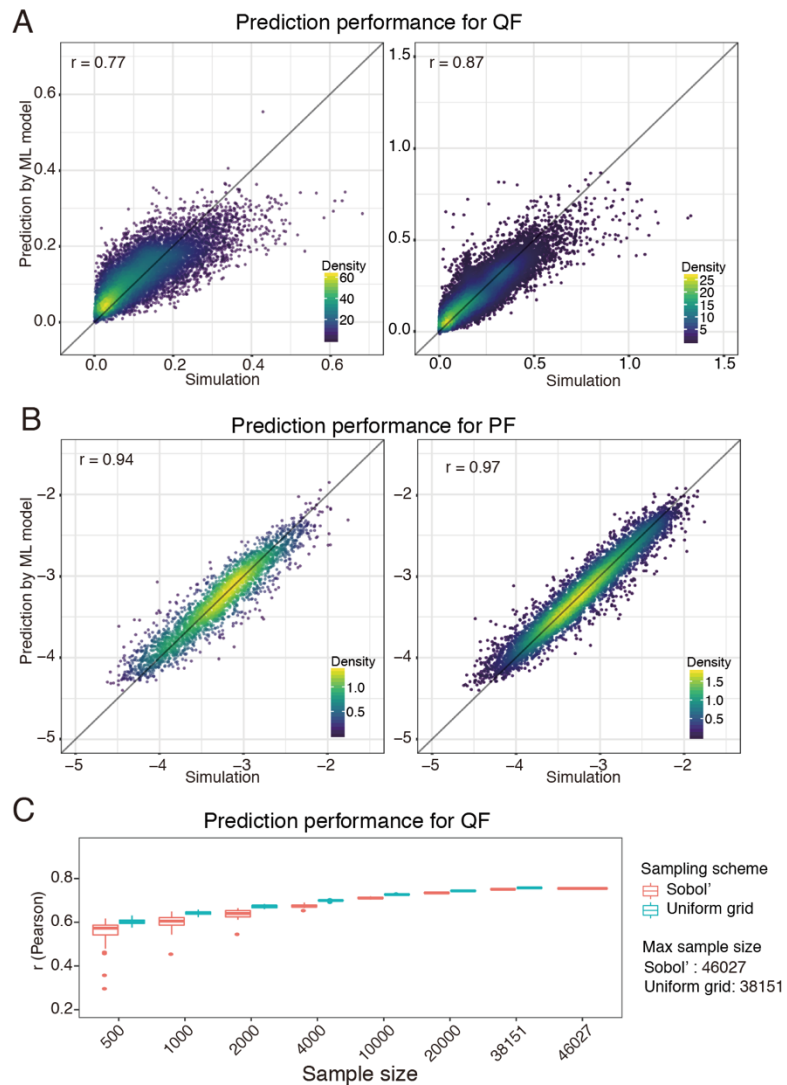 A
Prediction performance for QF
r = 0.77
r = 0.87
Prediction by ML model
0.6
0.4
0.2
0.0
1.5
1.0
0.5
0.0
Density
60
40
20
Density
25
20
15
10
5
0.0 0.2 0.4 0.6
0.0 0.5 1.0 1.5
Simulation
Simulation
B
Prediction performance for PF
r = 0.94
r = 0.97
Prediction by ML model
−2
−3
−4
−5
−2
−3
−4
−5
Density
1.0
0.5
Density
1.5
1.0
0.5
−5 −4 −3 −2
−5 −4 −3 −2
Simulation
Simulation
C
Prediction performance for QF
r (Pearson)
0.8
0.6
0.4
0.2
500 1000 2000 4000 10000 20000 38151 46027
Sample size
Sampling scheme
Sobol'
Uniform grid
Max sample size
Sobol' : 46027
Uniform grid: 38151